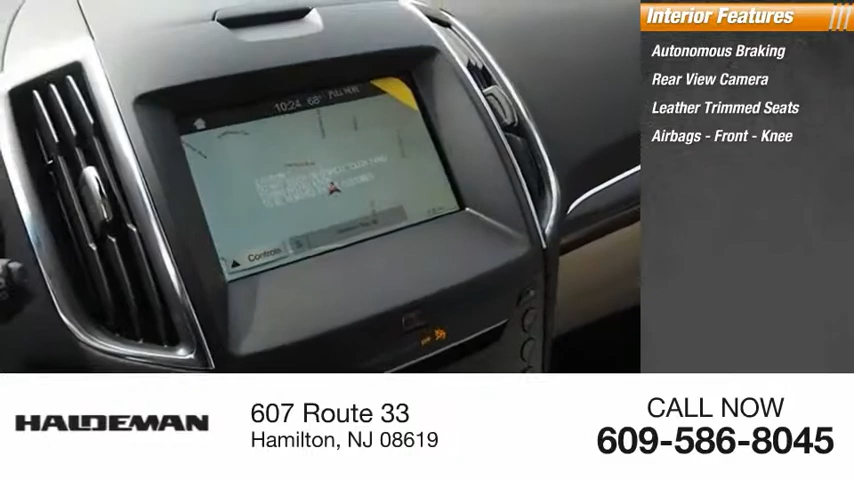 Interior Features
Autonomous Braking
Rear View Camera
Leather Trimmed Seats
Airbags - Front - Knee
10:24 68°
Controls
HALDEMAN
607 Route 33
Hamilton, NJ 08619
CALL NOW
609-586-8045